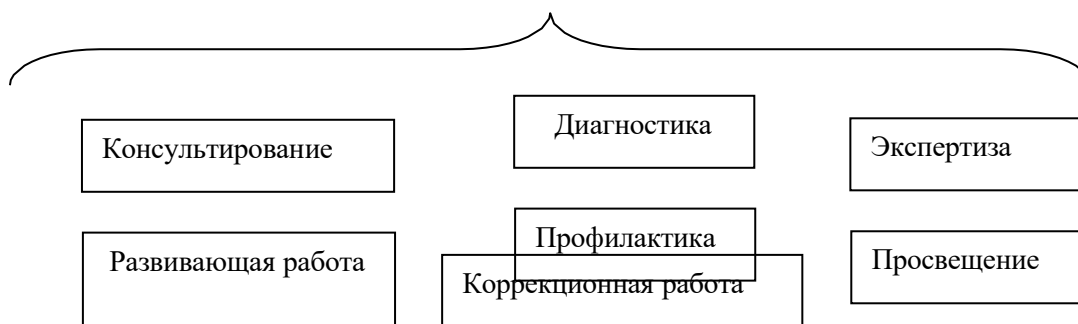 Диагностика
Консультирование
Экспертиза
Профилактика
Развивающая работа
Просвещение
Коррекционная работа